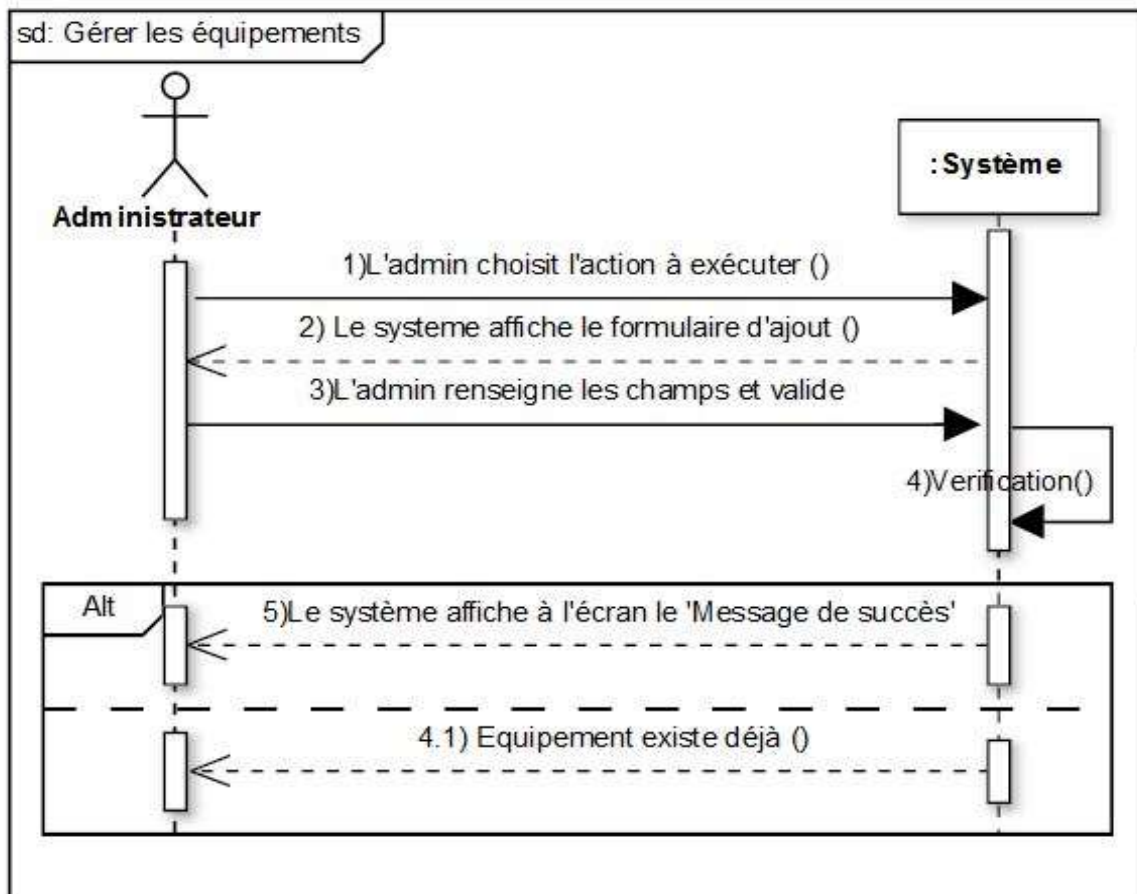 sd: Gérer les équipements
Administrateur
: Système
1)L'admin choisit l'action à exécuter ()
2) Le systeme affiche le formulaire d'ajout ()
3)L'admin renseigne les champs et valide
4)Verification()
Alt
5)Le système affiche à l'écran le 'Message de succès'
4.1) Equipement existe déjà ()